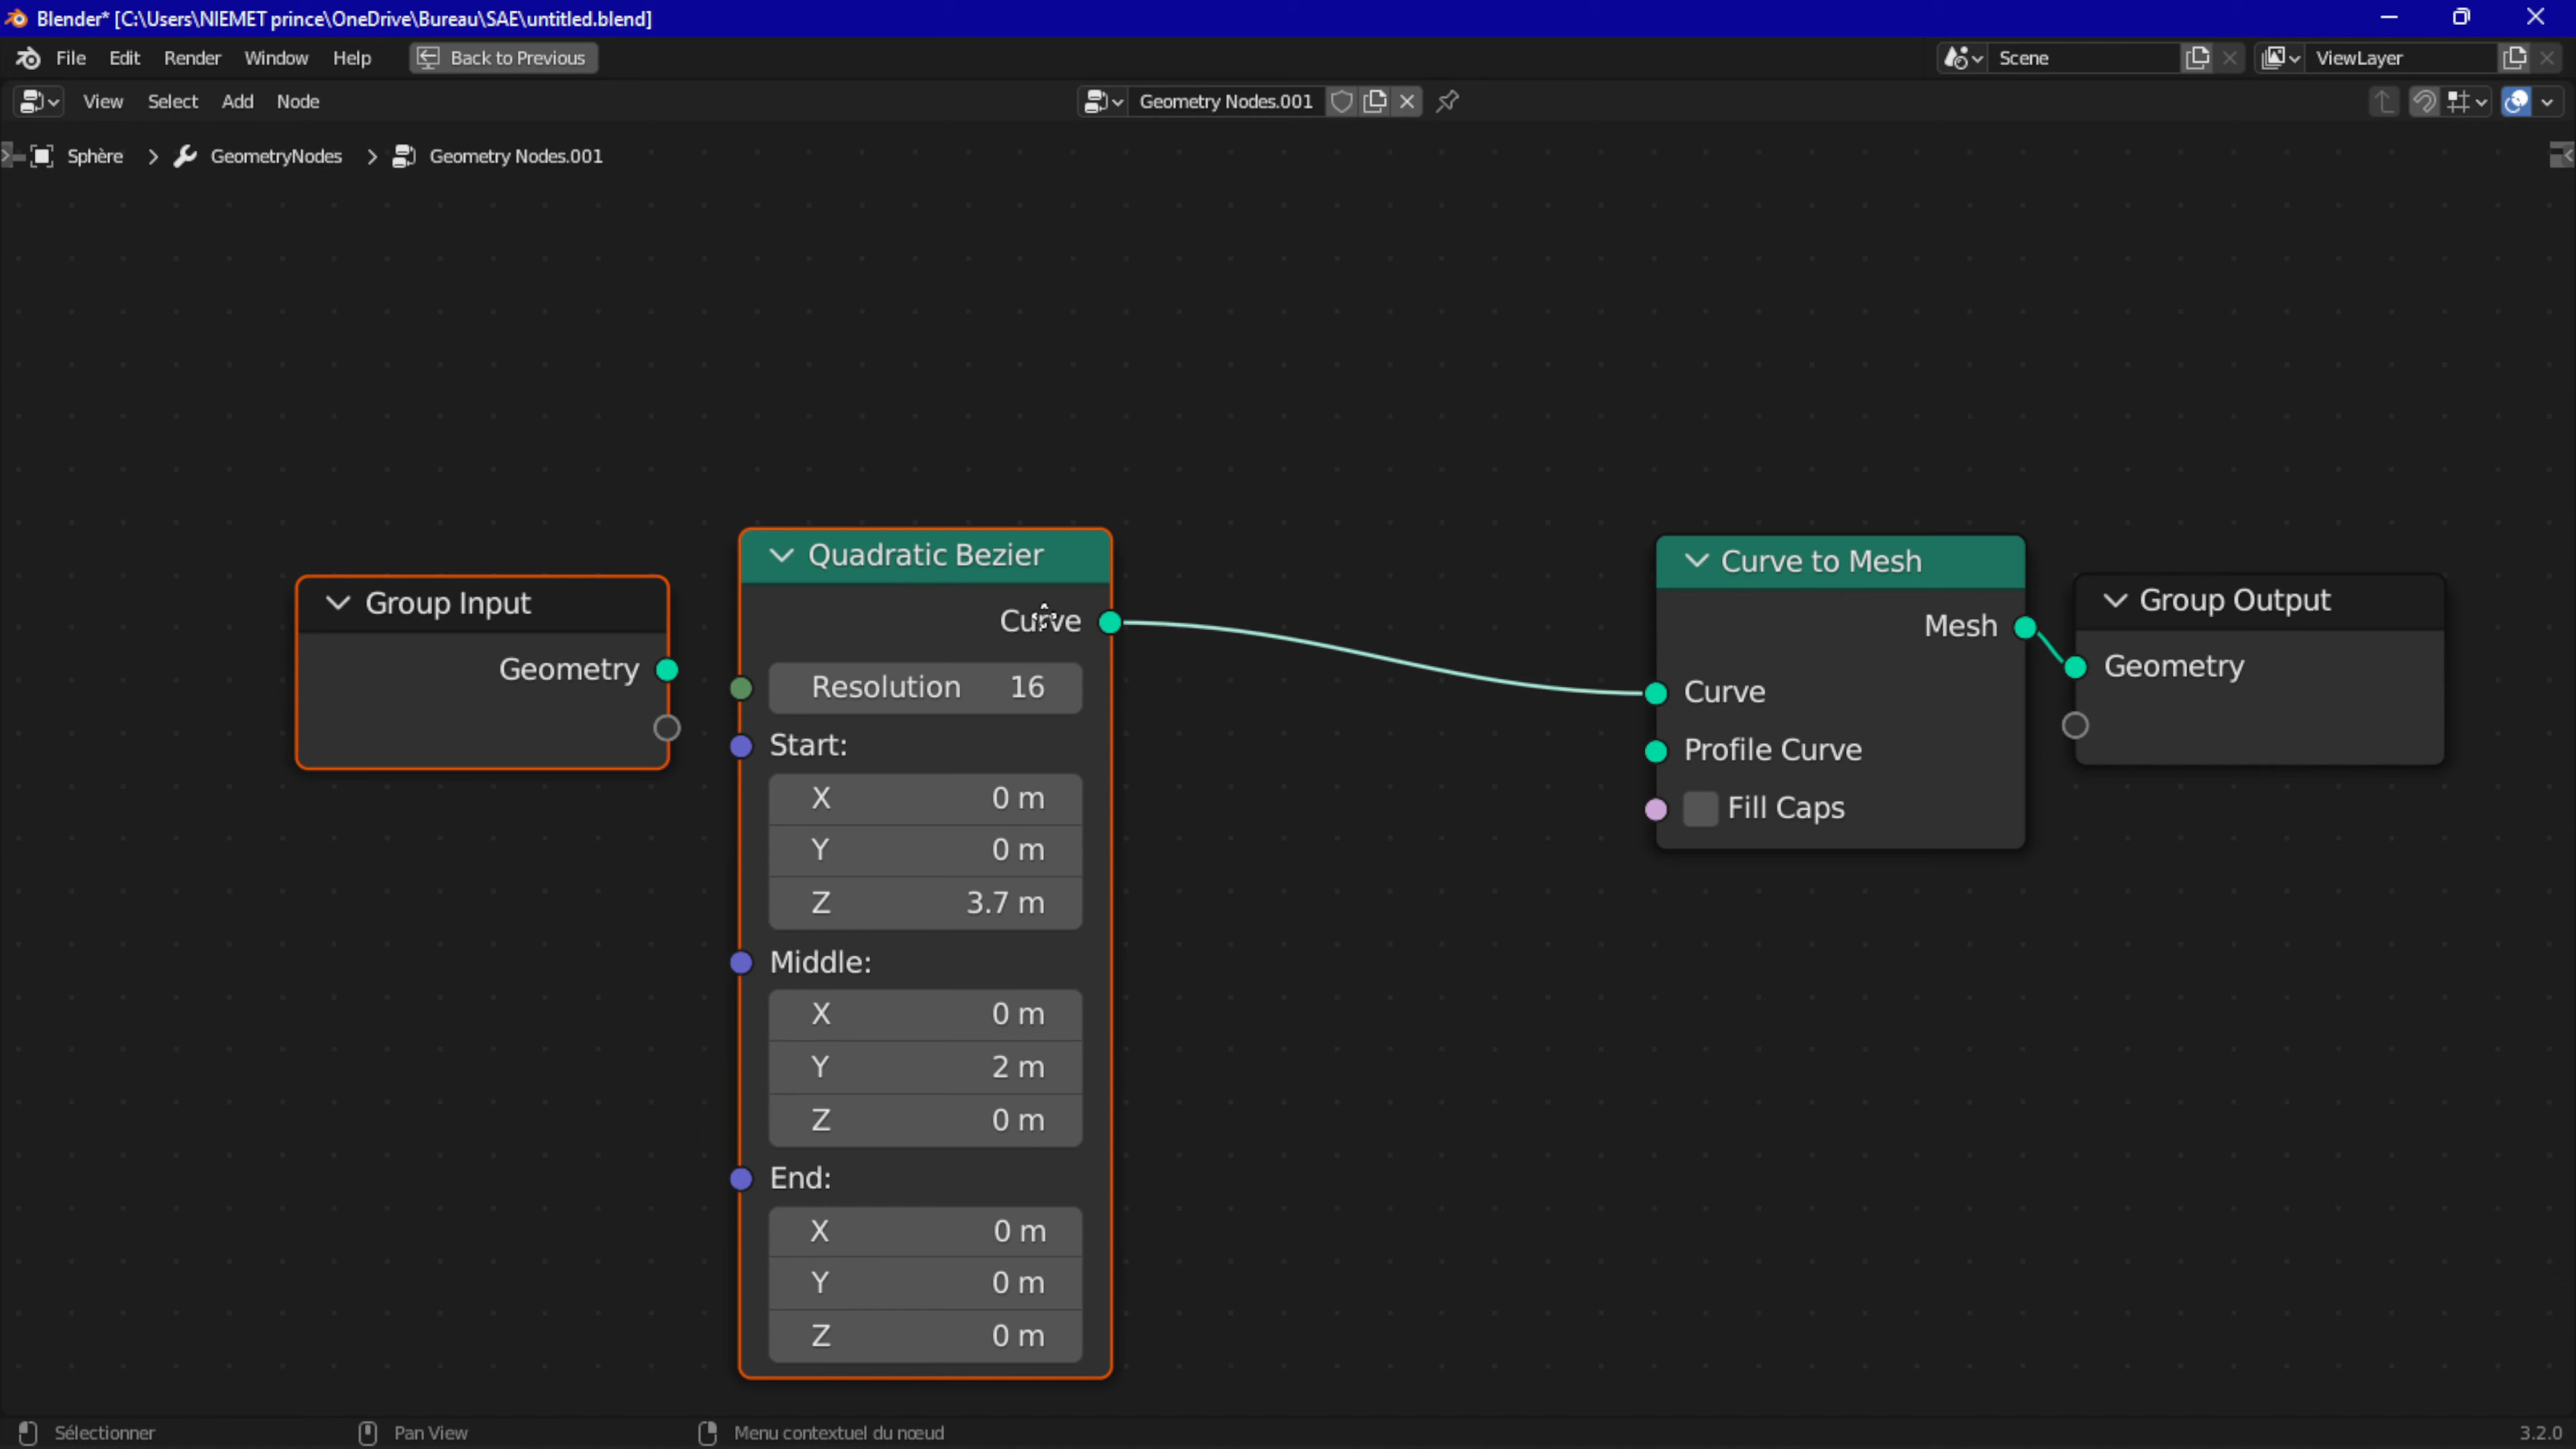 Blender* [C:\Users\NIEMET prince\OneDrive\Bureau\SAE\untitled.blend]
File Edit Render Window Help Back to Previous Scene ViewLayer
View Select Add Node Geometry Nodes.001
Sphère GeometryNodes Geometry Nodes.001
Group Input
Geometry
Quadratic Bezier
Curve
Resolution 16
Start:
X 0 m
Y 0 m
Z 3.7 m
Middle:
X 0 m
Y 2 m
Z 0 m
End:
X 0 m
Y 0 m
Z 0 m
Curve to Mesh
Mesh
Curve
Profile Curve
Fill Caps
Group Output
Geometry
Sélectionner Pan View Menu contextuel du nœud 3.2.0